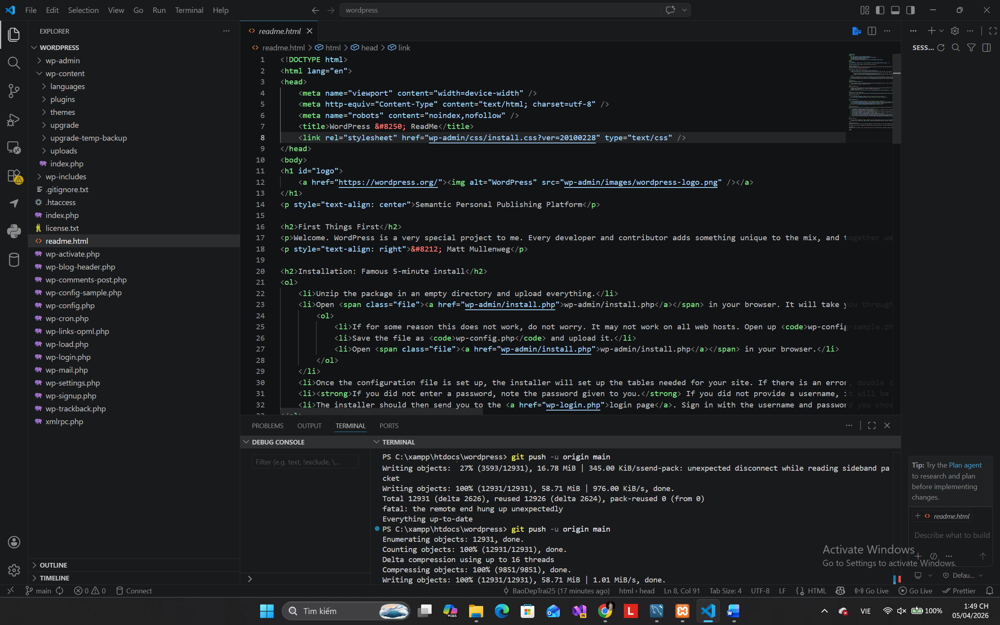 File Edit Selection View Go Run Terminal Help
wordpress
EXPLORER
WORDPRESS
wp-admin
wp-content
languages
plugins
themes
upgrade
upgrade-temp-backup
uploads
index.php
wp-includes
.gitignore.txt
.htaccess
index.php
license.txt
readme.html
wp-activate.php
wp-blog-header.php
wp-comments-post.php
wp-config-sample.php
wp-config.php
wp-cron.php
wp-links-opml.php
wp-load.php
wp-login.php
wp-mail.php
wp-settings.php
wp-signup.php
wp-trackback.php
xmlrpc.php
OUTLINE
TIMELINE
readme.html
readme.html > html > head > link
1 <!DOCTYPE html>
2 <html lang="en">
3 <head>
4 <meta name="viewport" content="width=device-width" />
5 <meta http-equiv="Content-Type" content="text/html; charset=utf-8" />
6 <meta name="robots" content="noindex,nofollow" />
7 <title>WordPress &#8250; ReadMe</title>
8 <link rel="stylesheet" href="wp-admin/css/install.css?ver=20100228" type="text/css" />
9 </head>
10 <body>
11 <h1 id="logo">
12 <a href="https://wordpress.org/"><img alt="WordPress" src="wp-admin/images/wordpress-logo.png" /></a>
13 </h1>
14 <p style="text-align: center">Semantic Personal Publishing Platform</p>
15
16 <h2>First Things First</h2>
17 <p>Welcome. WordPress is a very special project to me. Every developer and contributor adds something unique to the mix, and together we
18 <p style="text-align: right">&#8212; Matt Mullenweg</p>
19
20 <h2>Installation: Famous 5-minute install</h2>
21 <ol>
22 <li>Unzip the package in an empty directory and upload everything.</li>
23 <li>Open <span class="file"><a href="wp-admin/install.php">wp-admin/install.php</a></span> in your browser. It will take you through
24 <ol>
25 <li>If for some reason this does not work, do not worry. It may not work on all web hosts. Open up <code>wp-config-sample.ph
26 <li>Save the file as <code>wp-config.php</code> and upload it.</li>
27 <li>Open <span class="file"><a href="wp-admin/install.php">wp-admin/install.php</a></span> in your browser.</li>
28 </ol>
29 </li>
30 <li>Once the configuration file is set up, the installer will set up the tables needed for your site. If there is an error, double c
31 <li><strong>If you did not enter a password, note the password given to you.</strong> If you did not provide a username, it will be
32 <li>The installer should then send you to the <a href="wp-login.php">login page</a>. Sign in with the username and password you chos
PROBLEMS OUTPUT TERMINAL PORTS
DEBUG CONSOLE
Filter (e.g. text, !exclude, \...
TERMINAL
PS C:\xampp\htdocs\wordpress> git push -u origin main
Writing objects:  27% (3593/12931), 16.78 MiB | 345.00 KiB/ssend-pack: unexpected disconnect while reading sideband pa
cket
Writing objects: 100% (12931/12931), 58.71 MiB | 976.00 KiB/s, done.
Total 12931 (delta 2626), reused 12926 (delta 2624), pack-reused 0 (from 0)
fatal: the remote end hung up unexpectedly
Everything up-to-date
PS C:\xampp\htdocs\wordpress> git push -u origin main
Enumerating objects: 12931, done.
Counting objects: 100% (12931/12931), done.
Delta compression using up to 16 threads
Compressing objects: 100% (9851/9851), done.
Writing objects: 100% (12931/12931), 58.71 MiB | 1.01 MiB/s, done.
SESS...
Tip: Try the Plan agent
to research and plan
before implementing
changes.
readme.html
Describe what to build
Defau...
Activate Windows
Go to Settings to activate Windows.
main 0 0 Connect
BaoDepTrai25 (17 minutes ago) html › head Ln 8, Col 91 Tab Size: 4 UTF-8 LF HTML Go Live Go Live Prettier
Tìm kiếm
M365
IN
L
W
VIE
100%
1:49 CH
05/04/2026